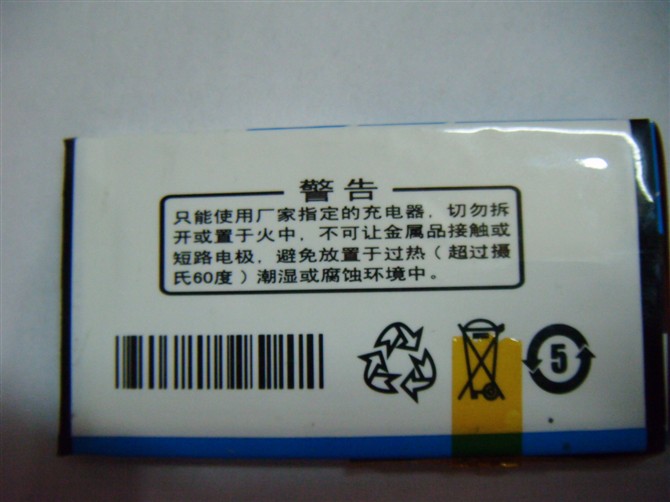 警告
只能使用厂家指定的充电器，切勿拆
开或置于火中，不可让金属品接触或
短路电极，避免放置于过热（超过摄
氏60度）潮湿或腐蚀环境中。
5